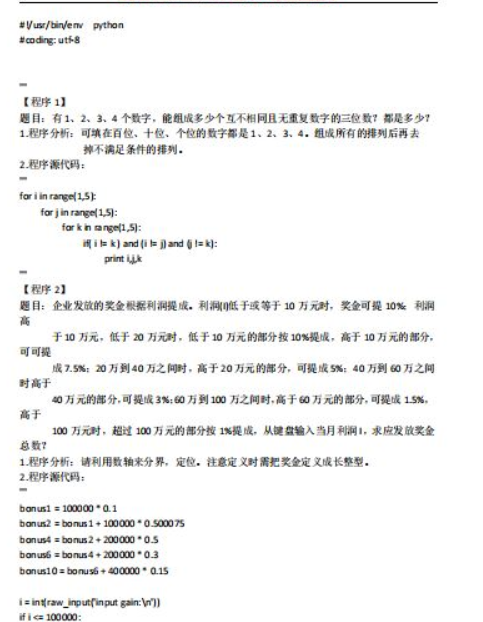 #!/usr/bin/env python
#coding: utf-8
"""
【程序 1】
题目：有 1、2、3、4 个数字，能组成多少个互不相同且无重复数字的三位数？都是多少？
1.程序分析：可填在百位、十位、个位的数字都是 1、2、3、4。组成所有的排列后再去
掉不满足条件的排列。
2.程序源代码：
"""
for i in range(1,5):
for j in range(1,5):
for k in range(1,5):
if( i != k ) and (i != j) and (j != k):
print i,j,k
"""
【程序 2】
题目：企业发放的奖金根据利润提成。利润(I)低于或等于 10 万元时，奖金可提 10%；利润
高
于 10 万元，低于 20 万元时，低于 10 万元的部分按 10%提成，高于 10 万元的部分，
可可提
成 7.5%；20 万到 40 万之间时，高于 20 万元的部分，可提成 5%；40 万到 60 万之间
时高于
40 万元的部分，可提成 3%；60 万到 100 万之间时，高于 60 万元的部分，可提成 1.5%，
高于
100 万元时，超过 100 万元的部分按 1%提成，从键盘输入当月利润 I，求应发放奖金
总数？
1.程序分析：请利用数轴来分界，定位。注意定义时需把奖金定义成长整型。
2.程序源代码：
"""
bonus1 = 100000 * 0.1
bonus2 = bonus1 + 100000 * 0.500075
bonus4 = bonus2 + 200000 * 0.5
bonus6 = bonus4 + 200000 * 0.3
bonus10 = bonus6 + 400000 * 0.15
i = int(raw_input('input gain:\n'))
if i <= 100000: